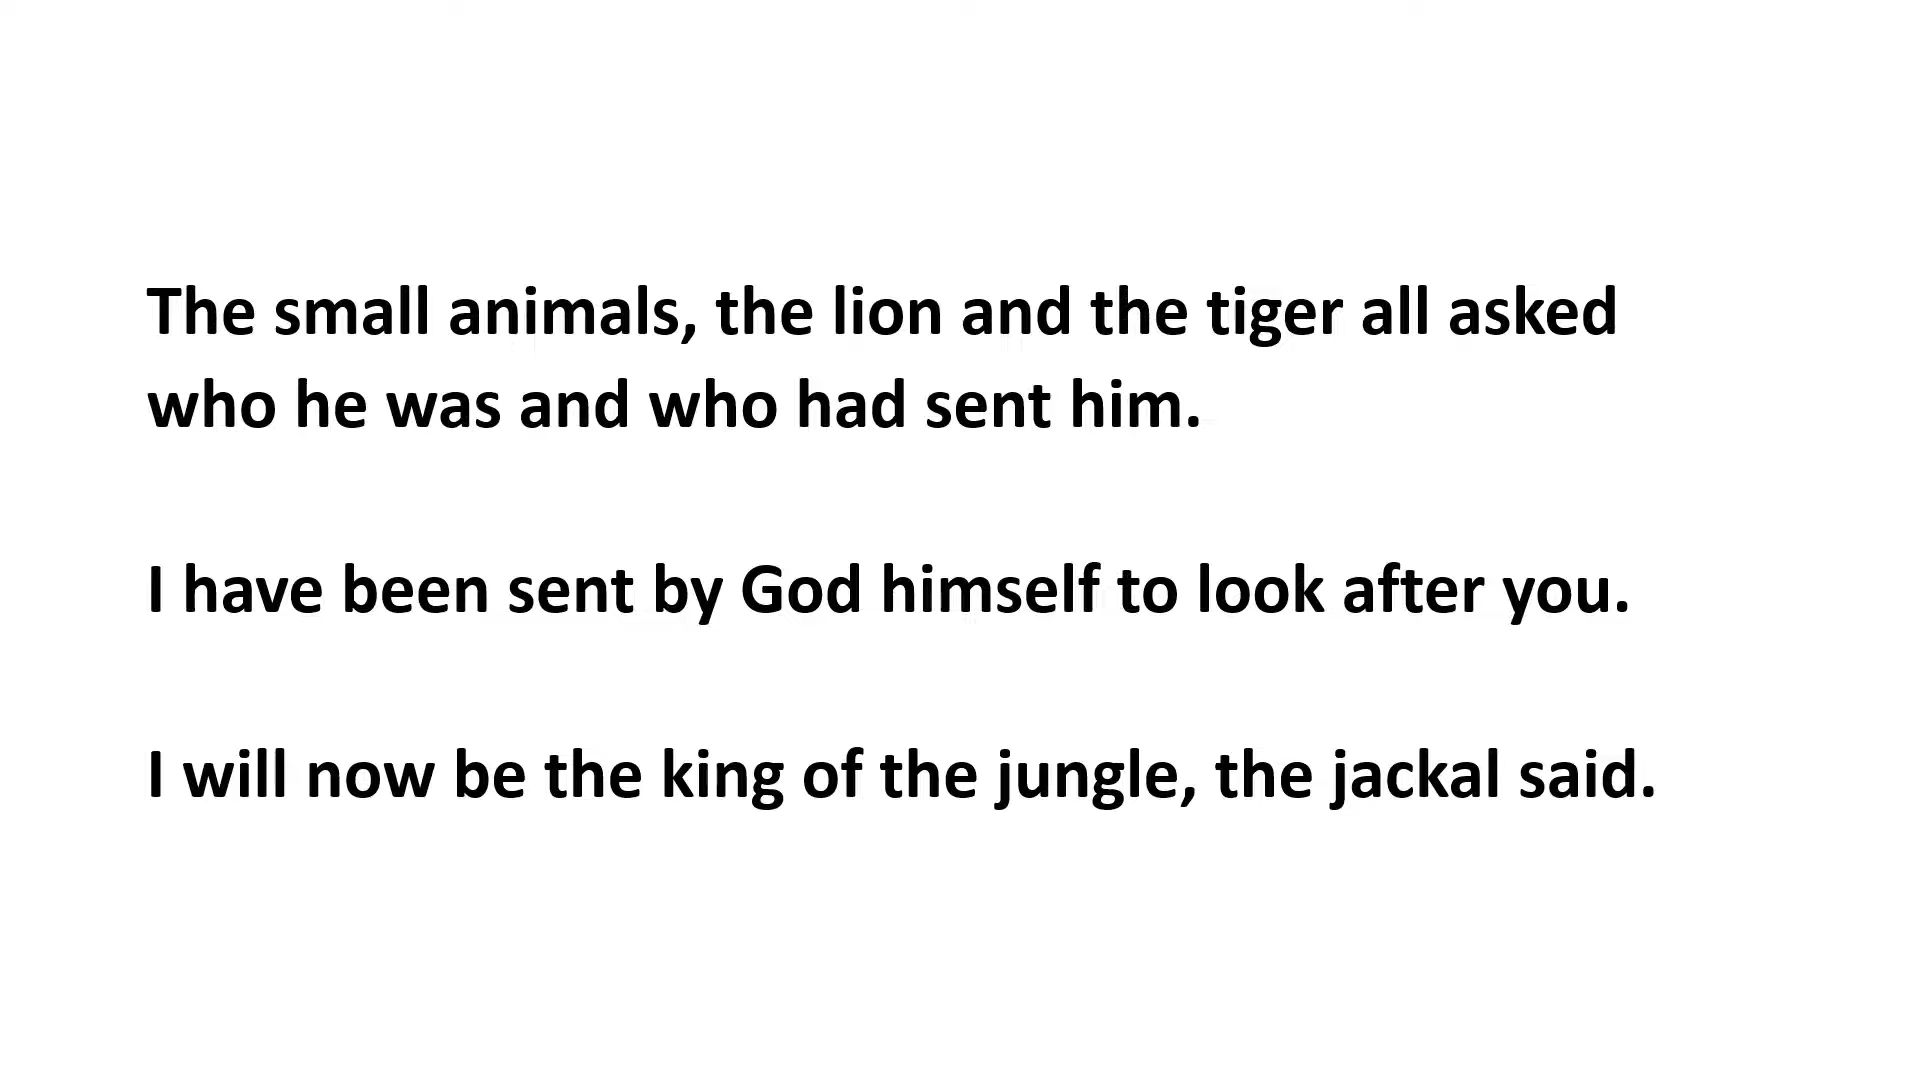 The small animals, the lion and the tiger all asked
who he was and who had sent him.
I have been sent by God himself to look after you.
I will now be the king of the jungle, the jackal said.